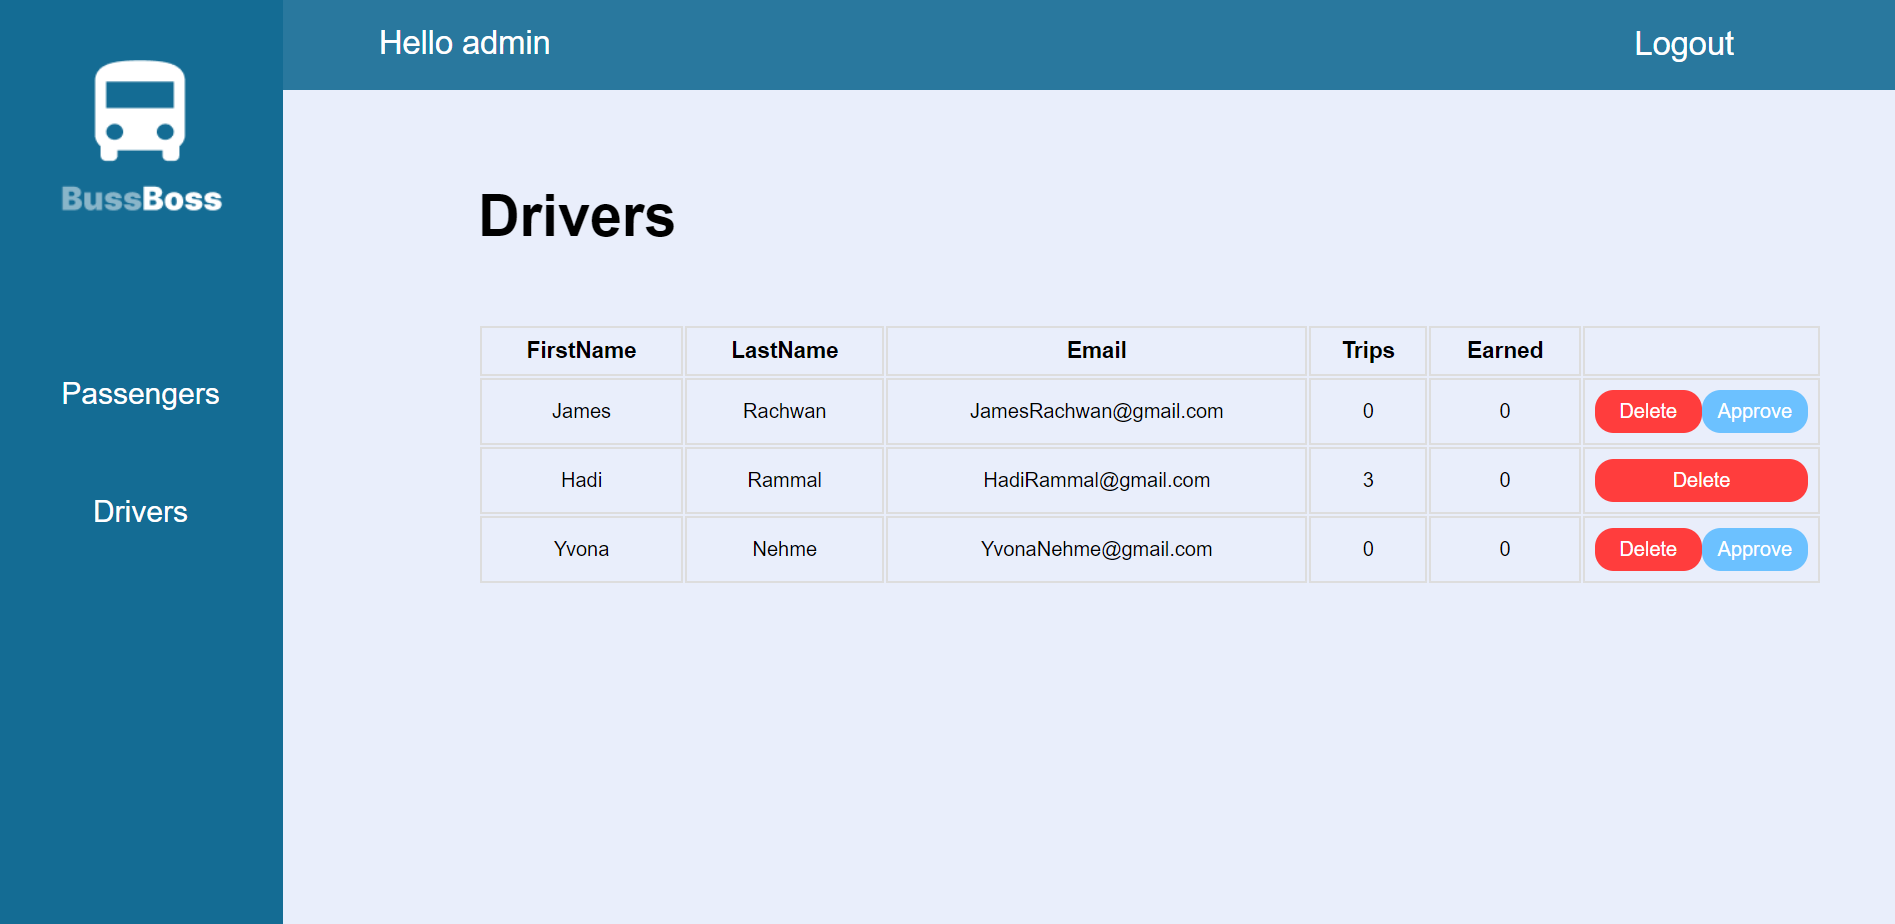 Hello admin
Logout
BussBoss
Passengers
Drivers
Drivers
FirstName LastName Email Trips Earned
James Rachwan JamesRachwan@gmail.com 0 0 Delete Approve
Hadi Rammal HadiRammal@gmail.com 3 0 Delete
Yvona Nehme YvonaNehme@gmail.com 0 0 Delete Approve